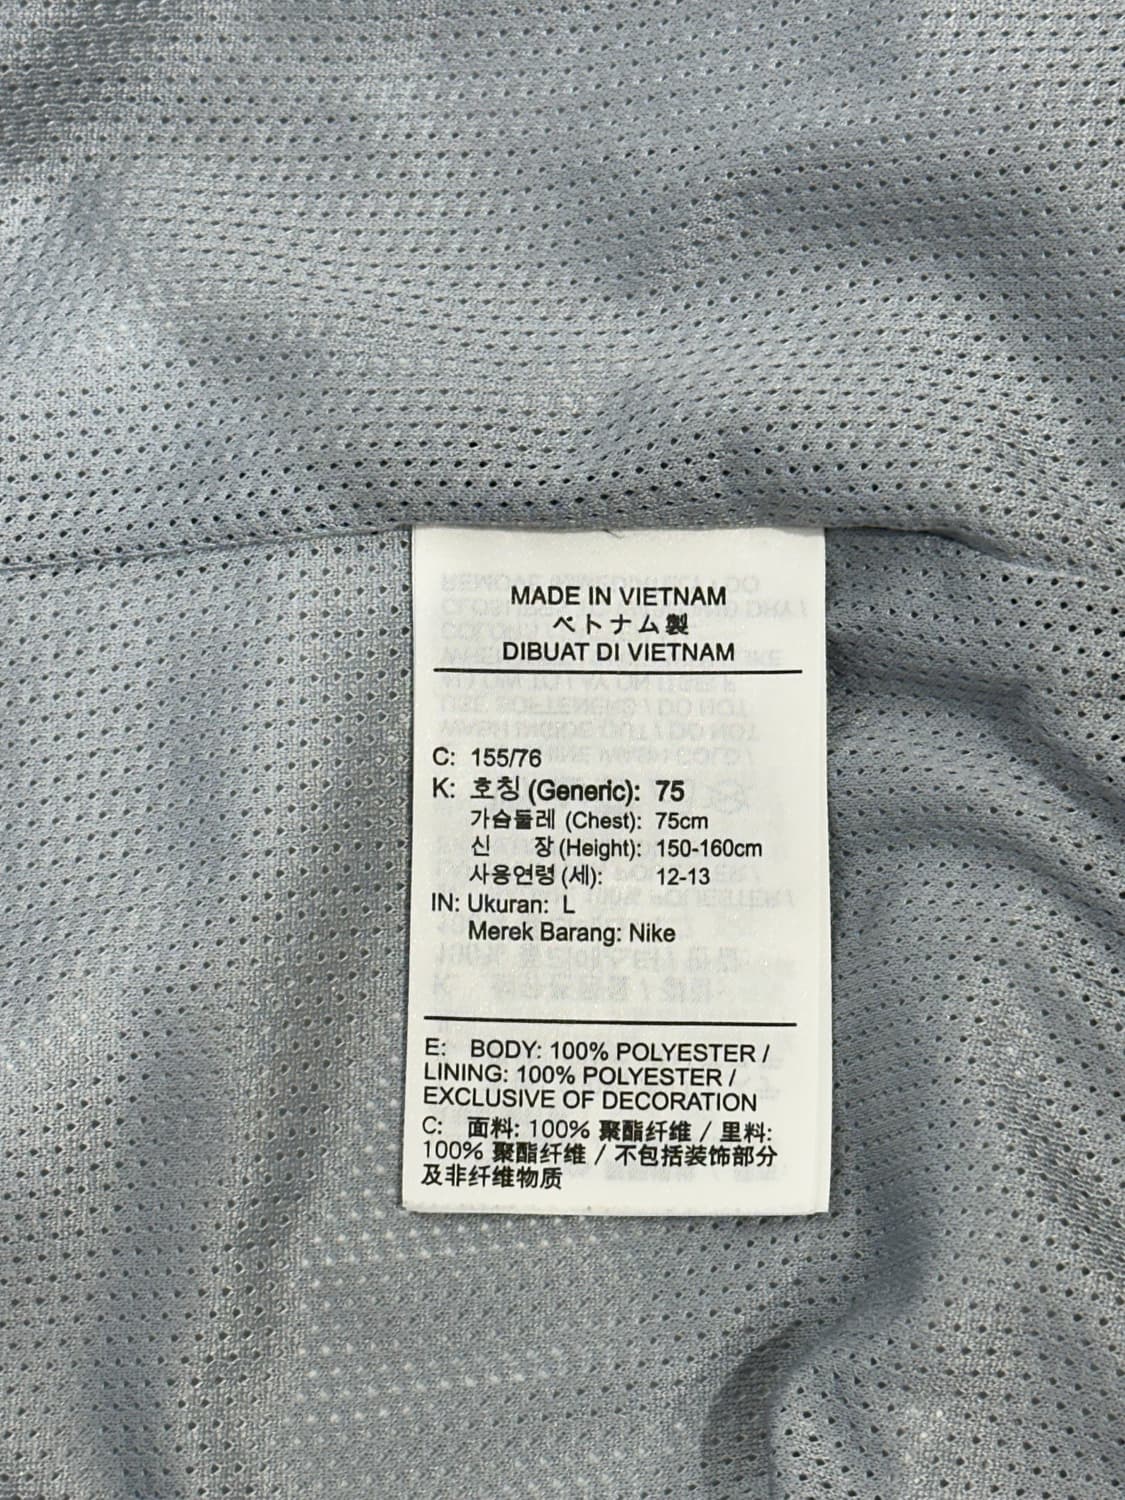 MADE IN VIETNAM
ベトナム製
DIBUAT DI VIETNAM
C: 155/76
K: 호칭 (Generic): 75
가슴둘레 (Chest): 75cm
신 장 (Height): 150-160cm
사용연령 (세): 12-13
IN: Ukuran: L
Merek Barang: Nike
E: BODY: 100% POLYESTER /
LINING: 100% POLYESTER /
EXCLUSIVE OF DECORATION
C: 面料: 100% 聚酯纤维 / 里料:
100% 聚酯纤维 / 不包括装饰部分
及非纤维物质